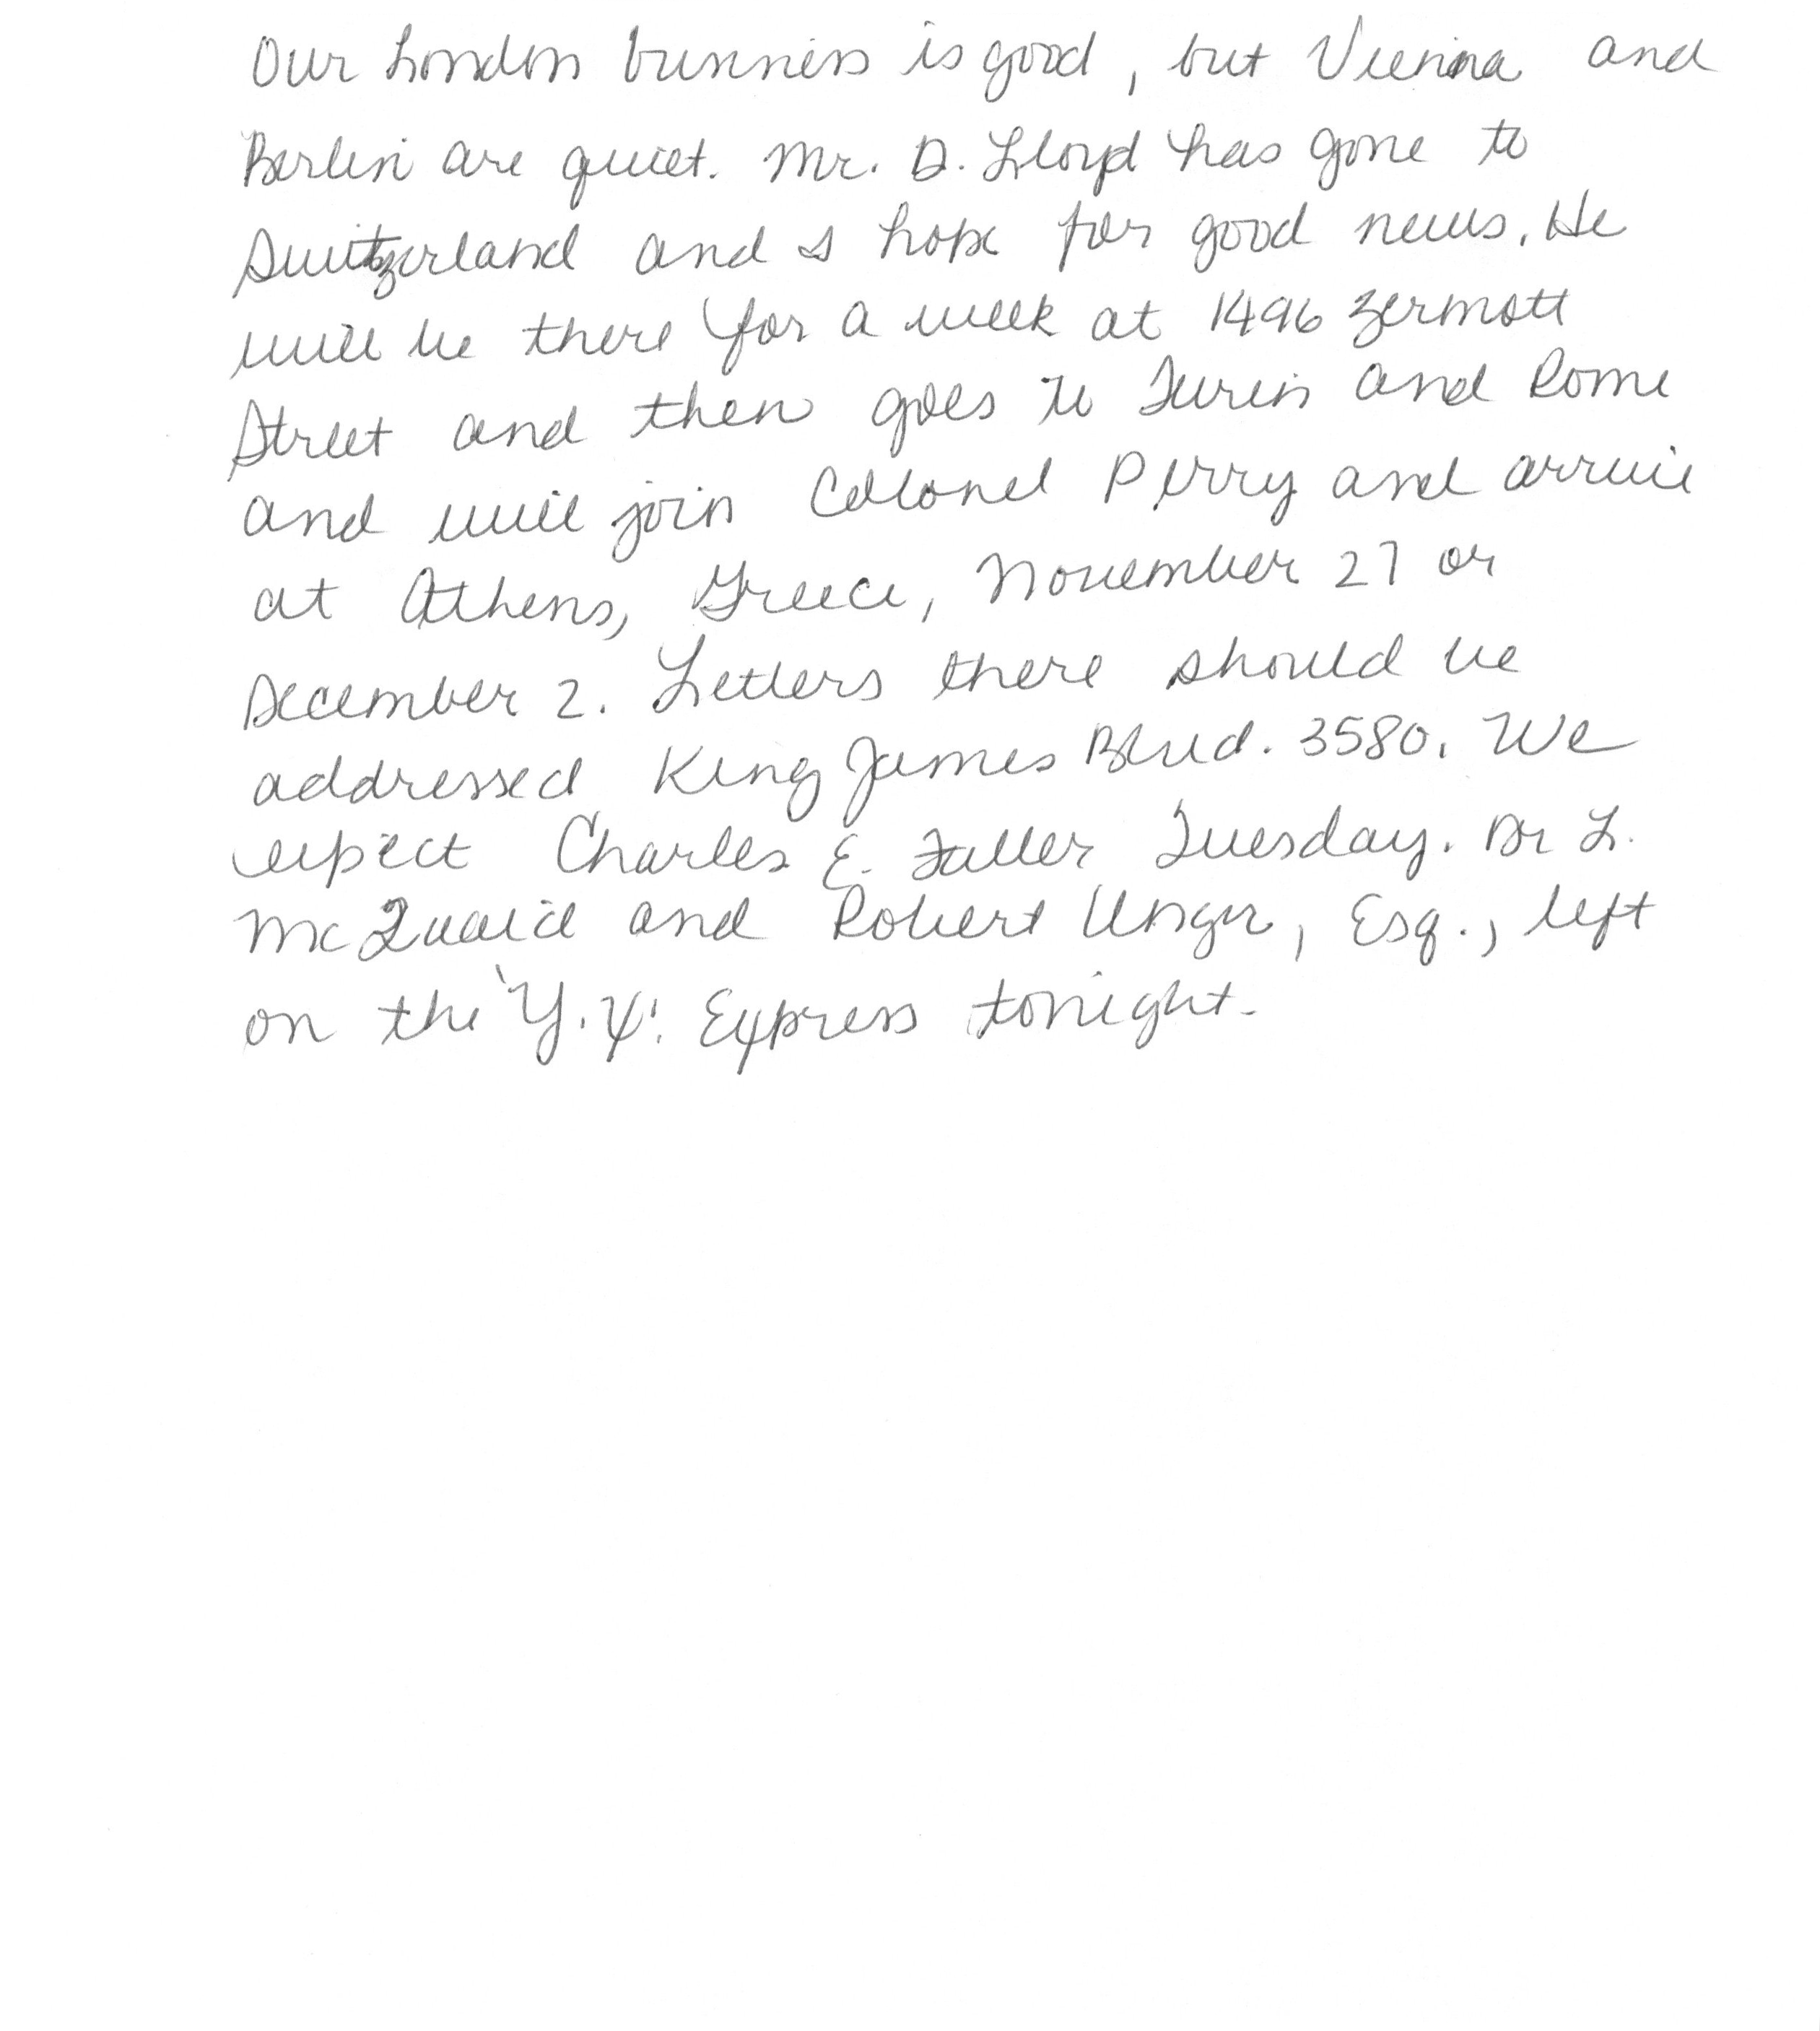 Our London business is good, but Vienna and
Berlin are quiet. Mr. D. Lloyd has gone to
Switzerland and I hope for good news. He
will be there for a week at 1496 Zermott
Street and then goes to Turin and Rome
and will join Colonel Perry and arrive
at Athens, Greece, November 27 or
December 2. Letters there should be
addressed King James Blvd. 3580. We
expect Charles E. Fuller Tuesday. Dr L.
McQuaid and Robert Unger, Esq., left
on the 'Y.X.' Express tonight.